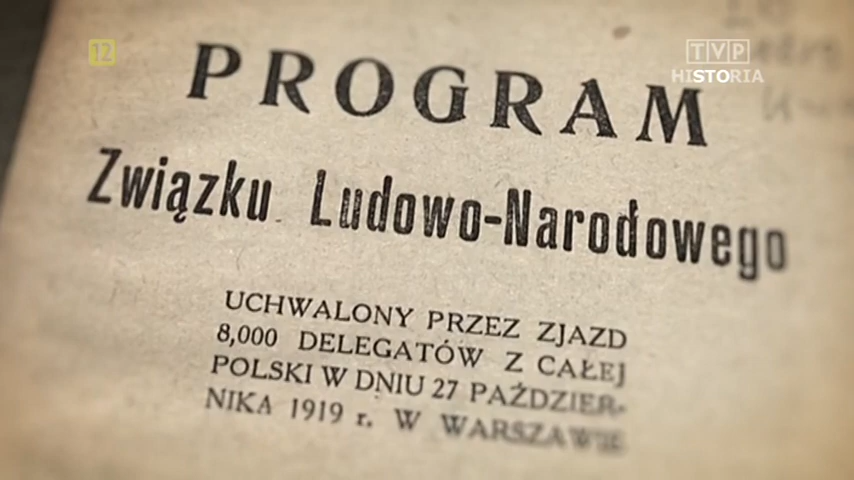 12
TVP
HISTORIA
PROGRAM
Związku Ludowo-Narodowego
UCHWALONY PRZEZ ZJAZD
8,000 DELEGATÓW Z CAŁEJ
POLSKI W DNIU 27 PAŹDZIER-
NIKA 1919 r. W WARSZAWIE